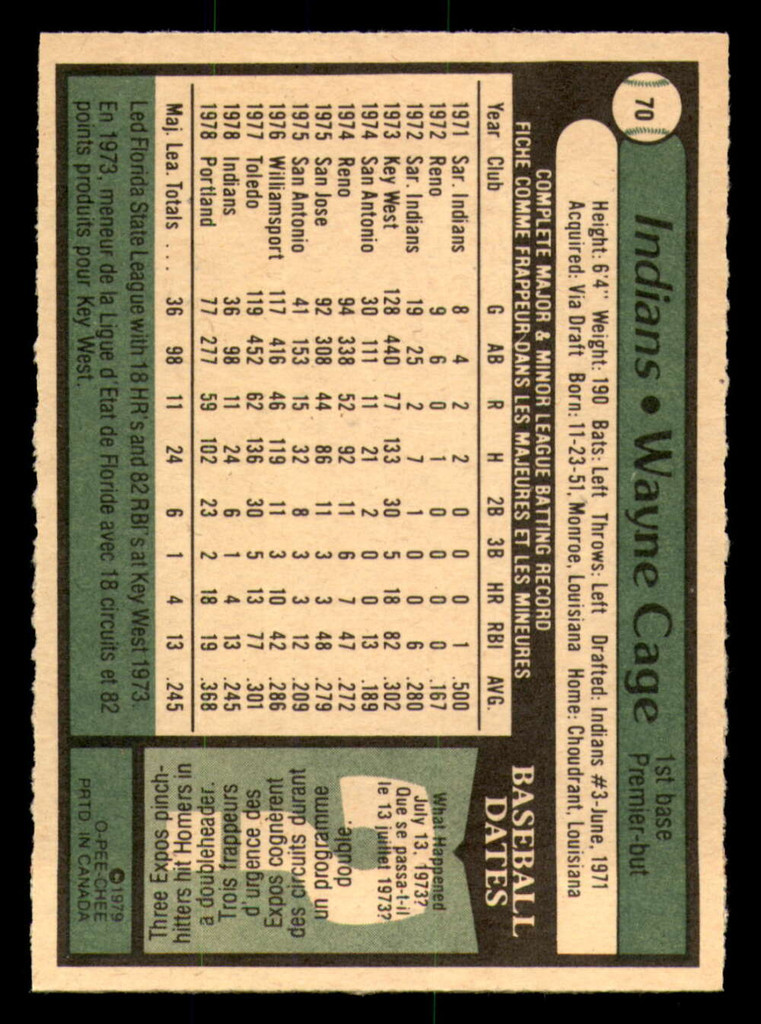 70
Indians • Wayne Cage
1st base
Premier-but
Height: 6'4" Weight: 190 Bats: Left Throws: Left Drafted: Indians #3-June, 1971
Acquired: Via Draft Born: 11-23-51, Monroe, Louisiana Home: Choudrant, Louisiana
COMPLETE MAJOR & MINOR LEAGUE BATTING RECORD
FICHE COMME FRAPPEUR DANS LES MAJEURES ET LES MINEURES
Year Club G AB R H 2B 3B HR RBI AVG.
1971 Sar. Indians 8 4 2 2 0 0 0 1 .500
1972 Reno 9 6 0 1 0 0 0 0 .167
1972 Sar. Indians 19 25 2 7 1 0 0 6 .280
1973 Key West 128 440 77 133 30 5 18 82 .302
1974 San Antonio 30 111 11 21 2 0 0 13 .189
1974 Reno 94 338 52 92 11 6 7 47 .272
1975 San Jose 92 308 44 86 11 3 3 48 .279
1975 San Antonio 41 153 15 32 8 3 3 12 .209
1976 Williamsport 117 416 46 119 11 3 10 42 .286
1977 Toledo 119 452 62 136 30 5 13 77 .301
1978 Indians 36 98 11 24 6 1 4 13 .245
1978 Portland 77 277 59 102 23 2 18 19 .368
Maj. Lea. Totals ... 36 98 11 24 6 1 4 13 .245
Led Florida State League with 18 HR's and 82 RBI's at Key West 1973.
En 1973, meneur de la Ligue d'Etat de Floride avec 18 circuits et 82
points produits pour Key West.
BASEBALL
DATES
What Happened
July 13, 1973?
Que se passa-t-il
le 13 juillet 1973?
Three Expos pinch-
hitters hit Homers in
a doubleheader.
Trois frappeurs
d'urgence des
Expos cognèrent
des circuits durant
un programme
double.
©1979
O-PEE-CHEE
PRTD. IN CANADA